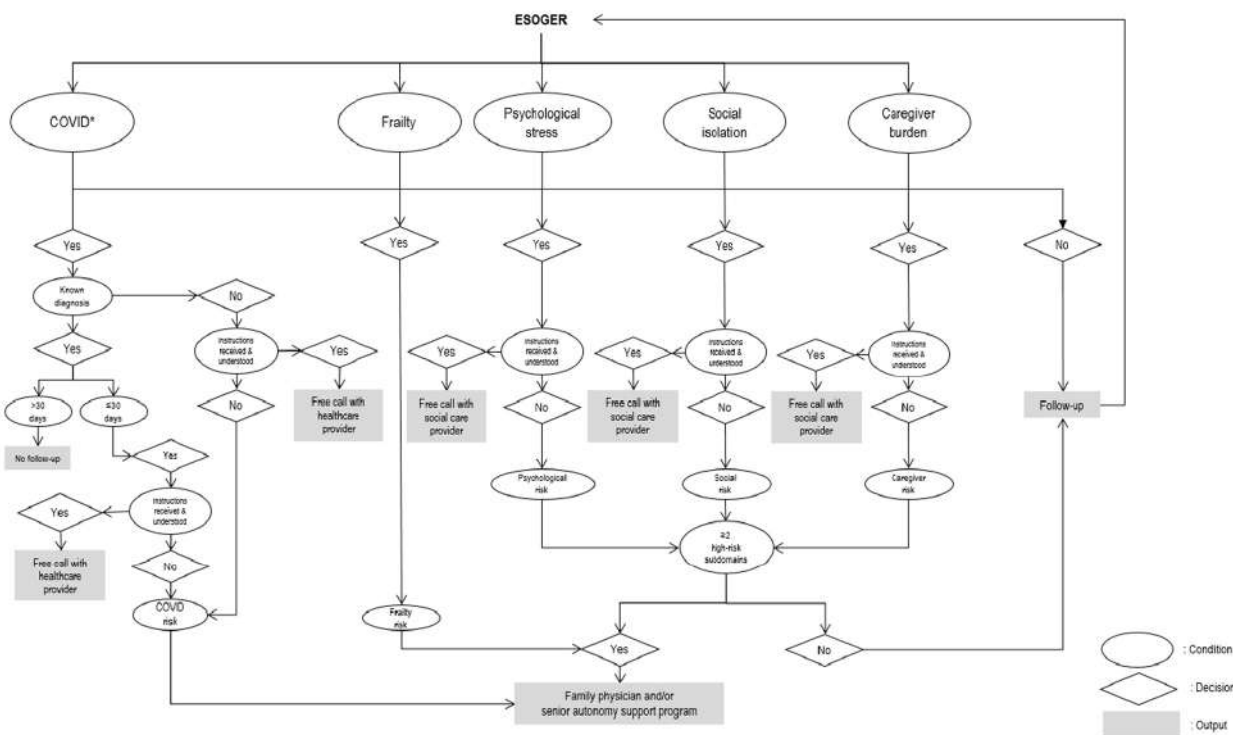 ESOGER
COVID*
Frailty
Psychological
stress
Social
isolation
Caregiver
burden
Yes
Yes
Yes
Yes
Yes
No
Known
diagnosis
No
Yes
Instructions
received &
understood
Yes
Yes
Instructions
received &
understood
Yes
Instructions
received &
understood
Yes
Instructions
received &
understood
>30
days
≤30
days
No
Free call with
healthcare
provider
Free call with
social care
provider
No
Free call with
social care
provider
No
Free call with
social care
provider
No
Follow-up
No follow-up
Yes
Psychological
risk
Social
risk
Caregiver
risk
Yes
Instructions
received &
understood
≥2
high-risk
subdomains
Free call with
healthcare
provider
No
COVID
risk
Frailty
risk
Yes
No
: Condition
Family physician and/or
senior autonomy support program
: Decision
: Output